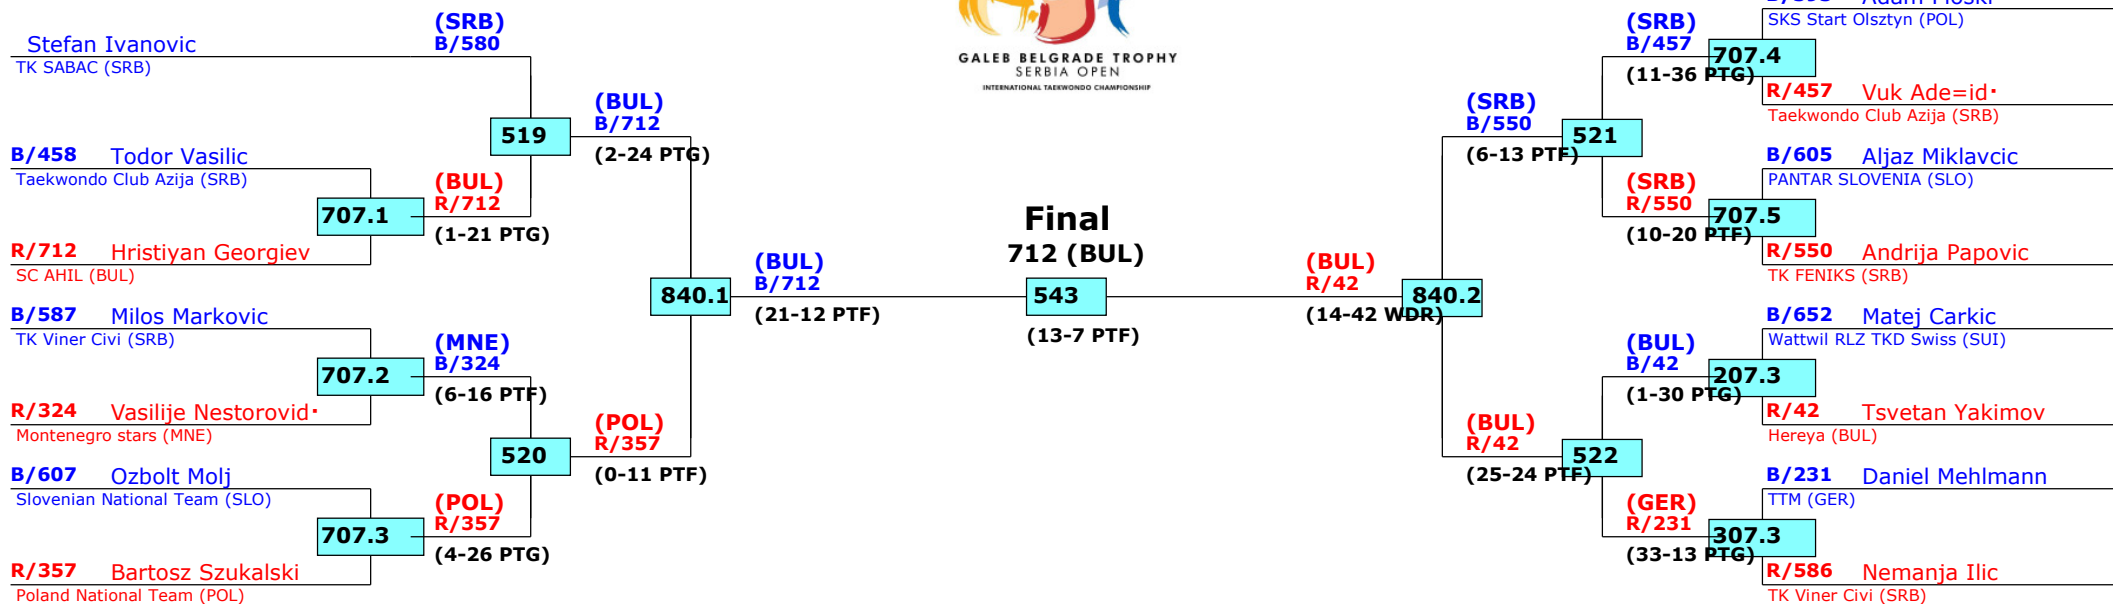 Stefan Ivanovic
TK SABAC (SRB)
(SRB)
B/580
B/458 Todor Vasilic
Taekwondo Club Azija (SRB)
R/712 Hristiyan Georgiev
SC AHIL (BUL)
707.1
(BUL)
R/712
(1-21 PTG)
519
(BUL)
B/712
(2-24 PTG)
B/587 Milos Markovic
TK Viner Civi (SRB)
R/324 Vasilije Nestorovid·
Montenegro stars (MNE)
707.2
(MNE)
B/324
(6-16 PTF)
B/607 Ozbolt Molj
Slovenian National Team (SLO)
R/357 Bartosz Szukalski
Poland National Team (POL)
707.3
(POL)
R/357
(4-26 PTG)
520
(POL)
R/357
(0-11 PTF)
840.1
(BUL)
B/712
(21-12 PTF)
GALEB BELGRADE TROPHY
SERBIA OPEN
INTERNATIONAL TAEKWONDO CHAMPIONSHIP
Final
712 (BUL)
543
(13-7 PTF)
(BUL)
R/42
(14-42 WDR)
840.2
(SRB)
B/550
(6-13 PTF)
521
(SRB)
B/457
(11-36 PTG)
707.4
SKS Start Olsztyn (POL)
R/457 Vuk Ade=id·
Taekwondo Club Azija (SRB)
(SRB)
R/550
(10-20 PTF)
707.5
B/605 Aljaz Miklavcic
PANTAR SLOVENIA (SLO)
R/550 Andrija Papovic
TK FENIKS (SRB)
(BUL)
R/42
(25-24 PTF)
522
(BUL)
B/42
(1-30 PTG)
207.3
B/652 Matej Carkic
Wattwil RLZ TKD Swiss (SUI)
R/42 Tsvetan Yakimov
Hereya (BUL)
(GER)
R/231
(33-13 PTG)
307.3
B/231 Daniel Mehlmann
TTM (GER)
R/586 Nemanja Ilic
TK Viner Civi (SRB)